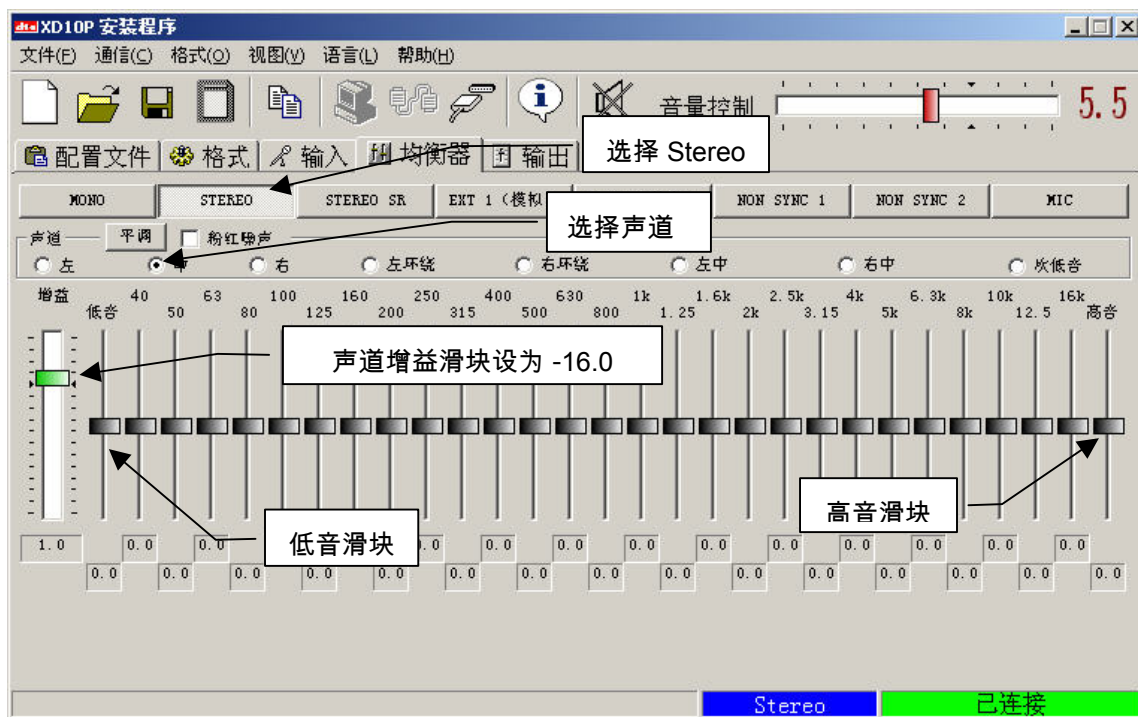 dts XD10P 安装程序
文件(F) 通信(C) 格式(O) 视图(V) 语言(L) 帮助(H)
音量控制 5.5
配置文件 格式 输入 均衡器 输出
选择 Stereo
MONO STEREO STEREO SR EXT 1 (模拟 NON SYNC 1 NON SYNC 2 MIC
选择声道
声道 平调 粉红噪声
左 中 右 左环绕 右环绕 左中 右中 次低音
增益 40 63 100 160 250 400 630 1k 1.6k 2.5k 4k 6.3k 10k 16k
低音 50 80 125 200 315 500 800 1.25 2k 3.15 5k 8k 12.5 高音
声道增益滑块设为 -16.0
低音滑块
高音滑块
1.0 0.0 0.0 0.0 0.0 0.0 0.0 0.0 0.0 0.0 0.0 0.0
0.0 0.0 0.0 0.0 0.0 0.0 0.0 0.0 0.0 0.0 0.0 0.0 0.0 0.0 0.0
Stereo 已连接